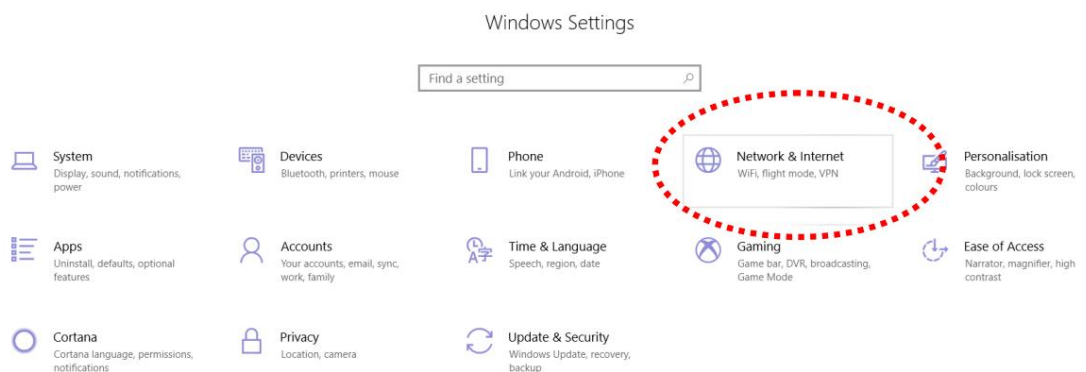 Windows Settings
Find a setting
System
Display, sound, notifications,
power
Devices
Bluetooth, printers, mouse
Phone
Link your Android, iPhone
Network & Internet
WiFi, flight mode, VPN
Personalisation
Background, lock screen,
colours
Apps
Uninstall, defaults, optional
features
Accounts
Your accounts, email, sync,
work, family
Time & Language
Speech, region, date
Gaming
Game bar, DVR, broadcasting,
Game Mode
Ease of Access
Narrator, magnifier, high
contrast
Cortana
Cortana language, permissions,
notifications
Privacy
Location, camera
Update & Security
Windows Update, recovery,
backup